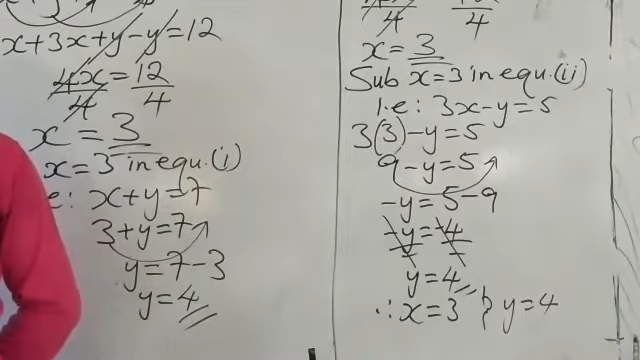 x+3x+y-y=12
4x=12
4 4
x=3
x=3 in equ.(i)
e: x+y=7
3+y=7
y=7-3
y=4
4 4
x=3
Sub x=3 in equ.(ii)
i.e: 3x-y=5
3(3)-y=5
9-y=5
-y=5-9
-y=-4
- -
y=4
∴ x=3 & y=4